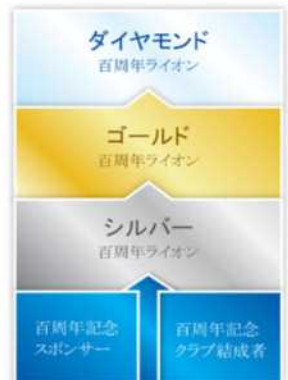 ダイヤモンド
百周年ライオン
ゴールド
百周年ライオン
シルバー
百周年ライオン
百周年記念
スポンサー
百周年記念
クラブ結成者